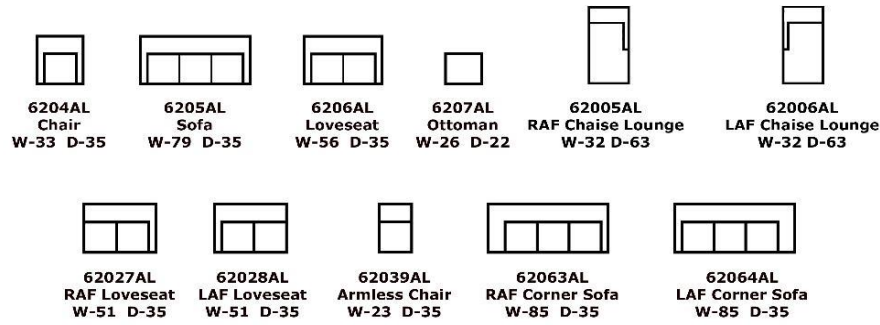 6204AL
Chair
W-33 D-35
6205AL
Sofa
W-79 D-35
6206AL
Loveseat
W-56 D-35
6207AL
Ottoman
W-26 D-22
62005AL
RAF Chaise Lounge
W-32 D-63
62006AL
LAF Chaise Lounge
W-32 D-63
62027AL
RAF Loveseat
W-51 D-35
62028AL
LAF Loveseat
W-51 D-35
62039AL
Armless Chair
W-23 D-35
62063AL
RAF Corner Sofa
W-85 D-35
62064AL
LAF Corner Sofa
W-85 D-35